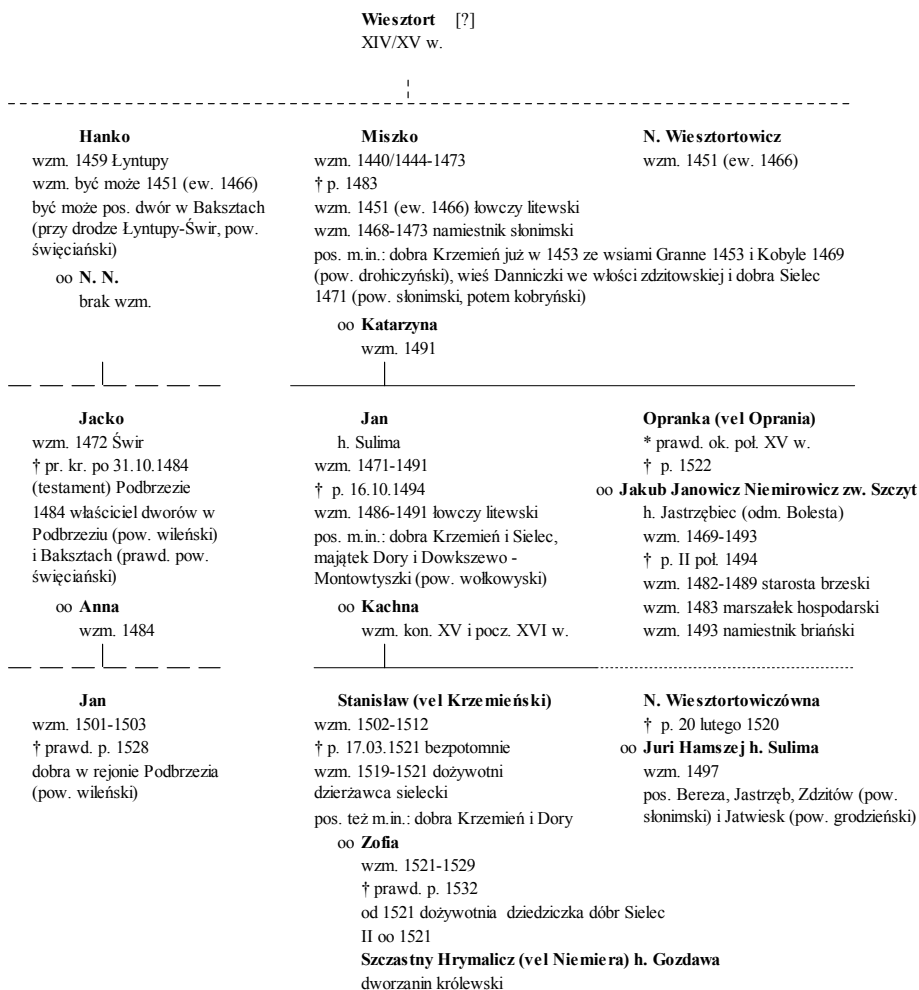 Wiesztort [?]
XIV/XV w.
Hanko
wzm. 1459 Łyntupy
wzm. być może 1451 (ew. 1466)
być może pos. dwór w Baksztach
(przy drodze Łyntupy-Świr, pow.
święciański)
oo N. N.
brak wzm.
Miszko
wzm. 1440/1444-1473
† p. 1483
wzm. 1451 (ew. 1466) łowczy litewski
wzm. 1468-1473 namiestnik słonimski
pos. m.in.: dobra Krzemień już w 1453 ze wsiami Granne 1453 i Kobyle 1469
(pow. drohiczyński), wieś Danniczki we włości zdzitowskiej i dobra Sielec
1471 (pow. słonimski, potem kobryński)
oo Katarzyna
wzm. 1491
N. Wiesztortowicz
wzm. 1451 (ew. 1466)
Jacko
wzm. 1472 Świr
† pr. kr. po 31.10.1484
(testament) Podbrzezie
1484 właściciel dworów w
Podbrzeziu (pow. wileński)
i Baksztach (prawd. pow.
święciański)
oo Anna
wzm. 1484
Jan
h. Sulima
wzm. 1471-1491
† p. 16.10.1494
wzm. 1486-1491 łowczy litewski
pos. m.in.: dobra Krzemień i Sielec,
majątek Dory i Dowkszewo -
Montowtyszki (pow. wołkowyski)
oo Kachna
wzm. kon. XV i pocz. XVI w.
Opranka (vel Oprania)
* prawd. ok. poł. XV w.
† p. 1522
oo Jakub Janowicz Niemirowicz zw. Szczyt
h. Jastrzębiec (odm. Bolesta)
wzm. 1469-1493
† p. II poł. 1494
wzm. 1482-1489 starosta brzeski
wzm. 1483 marszałek hospodarski
wzm. 1493 namiestnik briański
Jan
wzm. 1501-1503
† prawd. p. 1528
dobra w rejonie Podbrzezia
(pow. wileński)
Stanisław (vel Krzemieński)
wzm. 1502-1512
† p. 17.03.1521 bezpotomnie
wzm. 1519-1521 dożywotni
dzierżawca sielecki
pos. też m.in.: dobra Krzemień i Dory
oo Zofia
wzm. 1521-1529
† prawd. p. 1532
od 1521 dożywotnia dziedziczka dóbr Sielec
II oo 1521
Szczastny Hrymalicz (vel Niemiera) h. Gozdawa
dworzanin królewski
N. Wiesztortowiczówna
† p. 20 lutego 1520
oo Juri Hamszej h. Sulima
wzm. 1497
pos. Bereza, Jastrzęb, Zdzitów (pow.
słonimski) i Jatwiesk (pow. grodzieński)